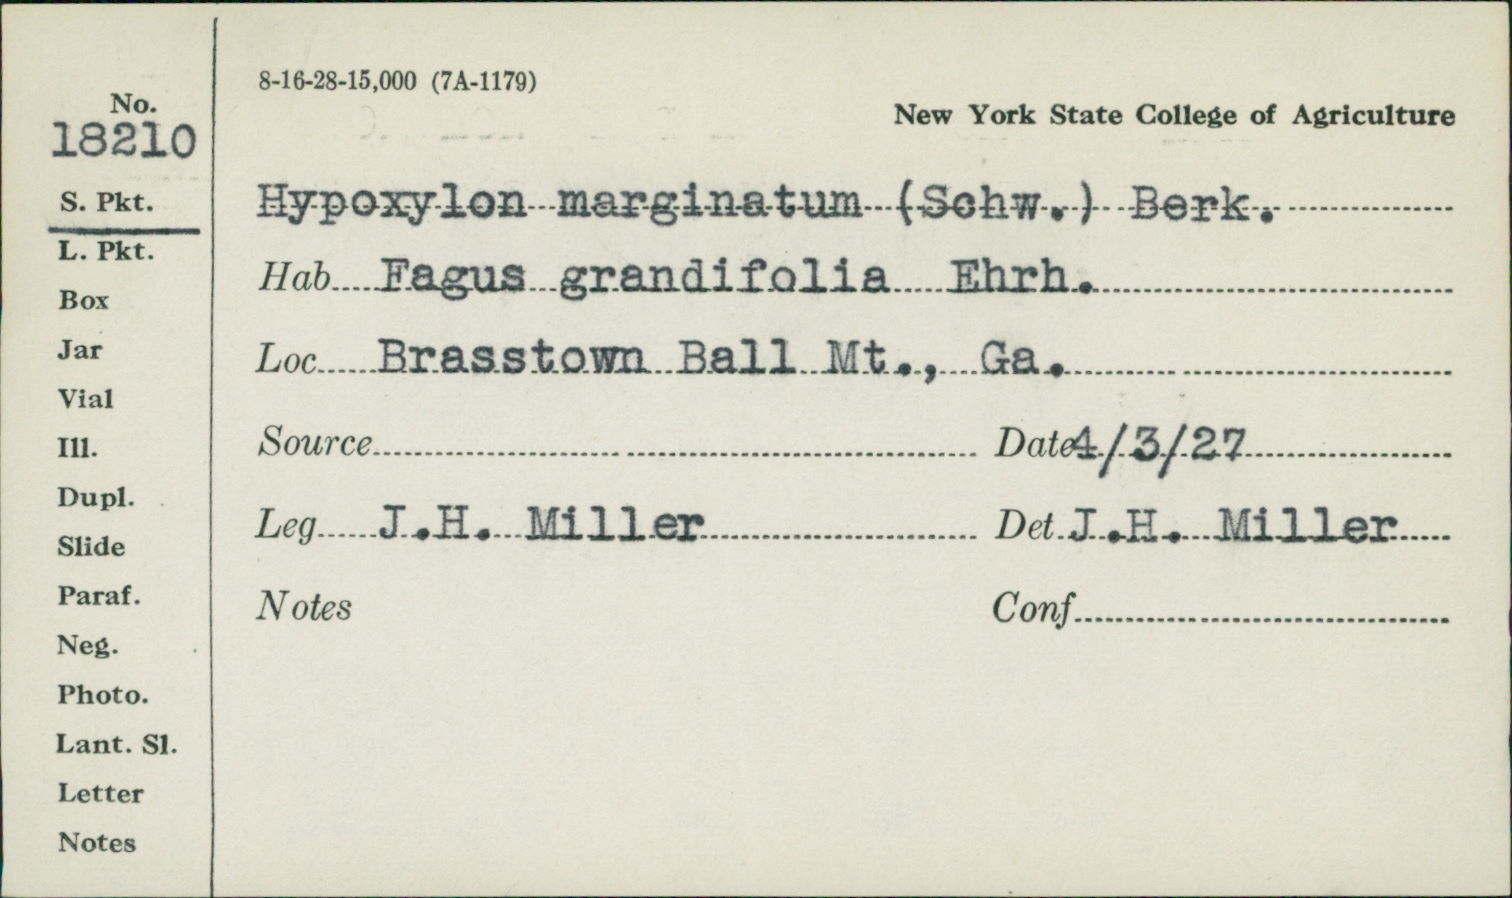 No.
18210
S. Pkt.
L. Pkt.
Box
Jar
Vial
Ill.
Dupl.
Slide
Paraf.
Neg.
Photo.
Lant. Sl.
Letter
Notes
8-16-28-15,000 (7A-1179)
New York State College of Agriculture
Hypoxylon marginatum (Schw.) Berk.
Hab Fagus grandifolia Ehrh.
Loc Brasstown Ball Mt., Ga.
Source Date 4/3/27
Leg J.H. Miller Det J.H. Miller
Notes Conf